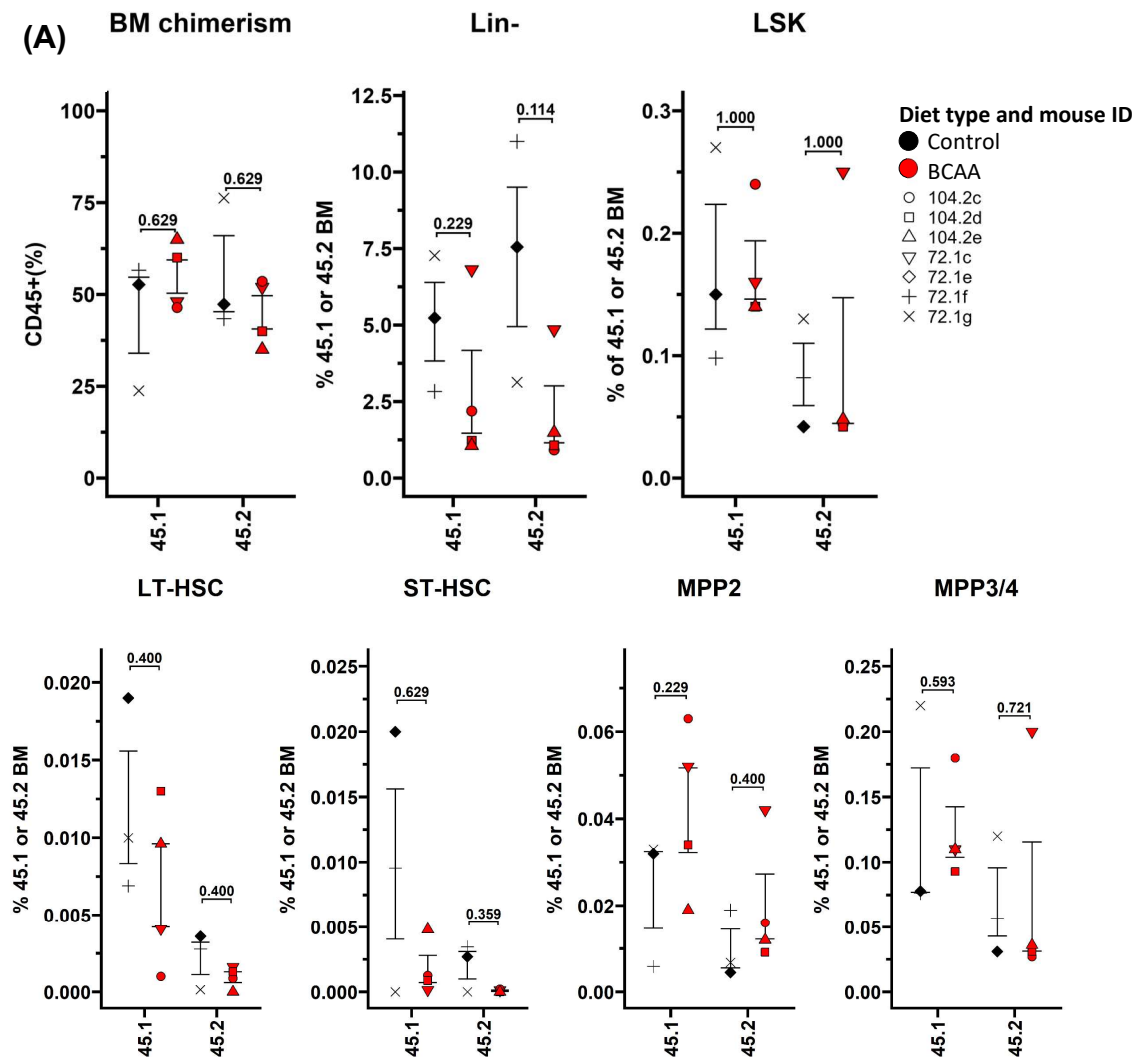 (A)
BM chimerism
Lin-
LSK
CD45+(%)
100
75
50
25
0
0.629
0.629
45.1
45.2
% 45.1 or 45.2 BM
12.5
10.0
7.5
5.0
2.5
0.0
0.229
0.114
45.1
45.2
% of 45.1 or 45.2 BM
0.3
0.2
0.1
0.0
1.000
1.000
45.1
45.2
Diet type and mouse ID
Control
BCAA
104.2c
104.2d
104.2e
72.1c
72.1e
72.1f
72.1g
LT-HSC
ST-HSC
MPP2
MPP3/4
% 45.1 or 45.2 BM
0.020
0.015
0.010
0.005
0.000
0.400
0.400
45.1
45.2
% 45.1 or 45.2 BM
0.025
0.020
0.015
0.010
0.005
0.000
0.629
0.359
45.1
45.2
% 45.1 or 45.2 BM
0.06
0.04
0.02
0.00
0.229
0.400
45.1
45.2
% 45.1 or 45.2 BM
0.25
0.20
0.15
0.10
0.05
0.00
0.593
0.721
45.1
45.2